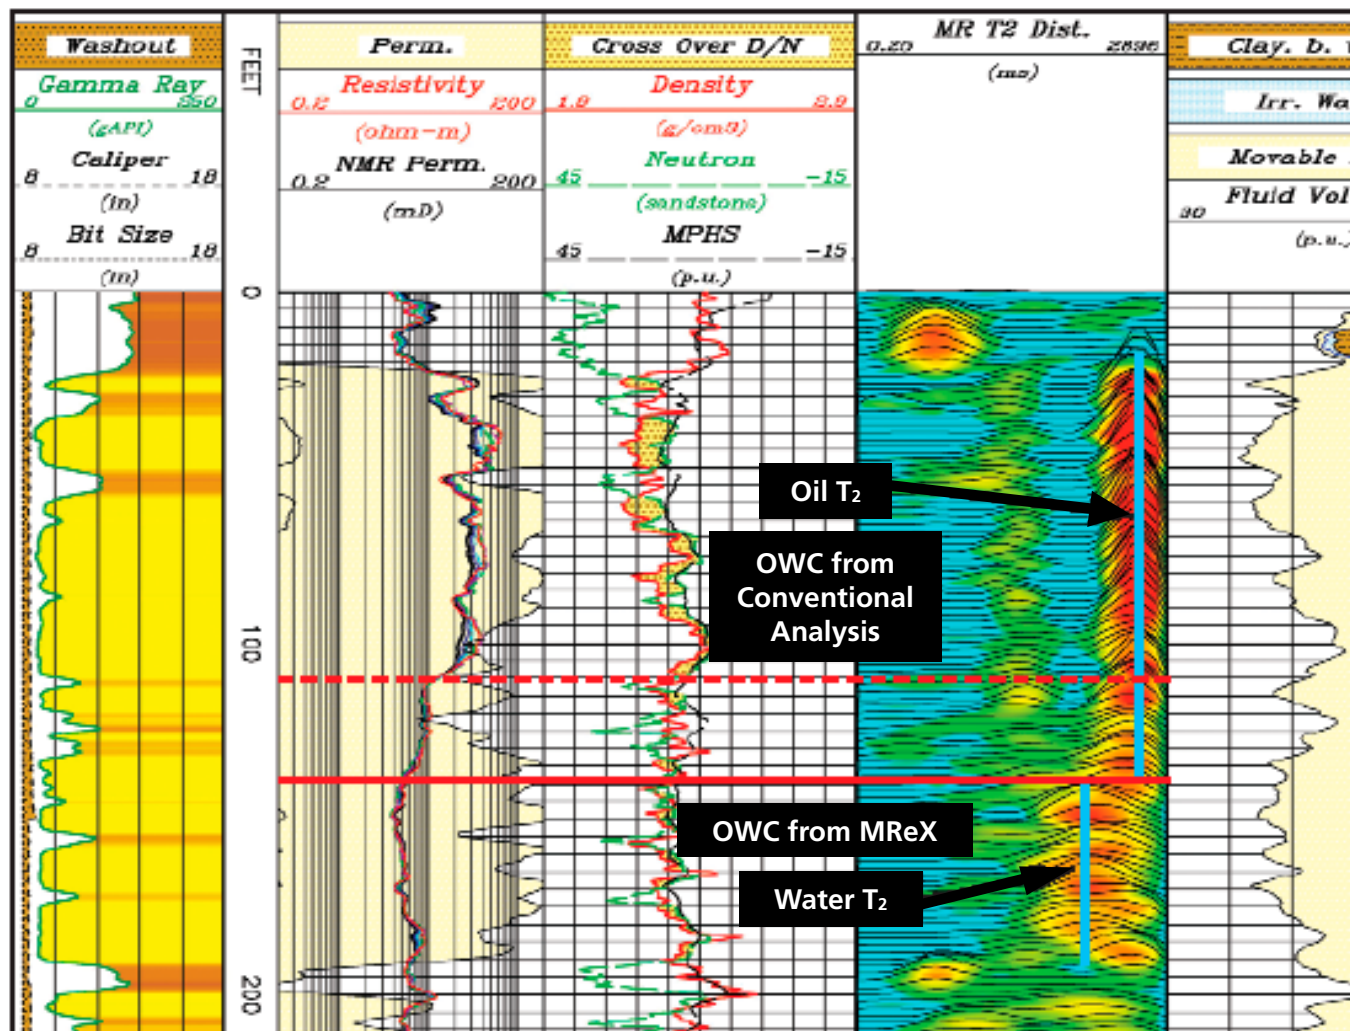 Washout
Gamma Ray
0 250
(gAPI)
Caliper
8 18
(in)
Bit Size
8 18
(in)
FEET
Perm.
Resistivity
0.2 200
(ohm-m)
NMR Perm.
0.2 200
(mD)
Cross Over D/N
Density
1.9 2.9
(g/cm3)
Neutron
45 -15
(sandstone)
MPHS
45 -15
(p.u.)
MR T2 Dist.
0.20 2896
(ms)
Clay. b.
Irr. Wa
Movable
Fluid Vol
30
(p.u.)
0
100
200
Oil T2
OWC from
Conventional
Analysis
OWC from MReX
Water T2